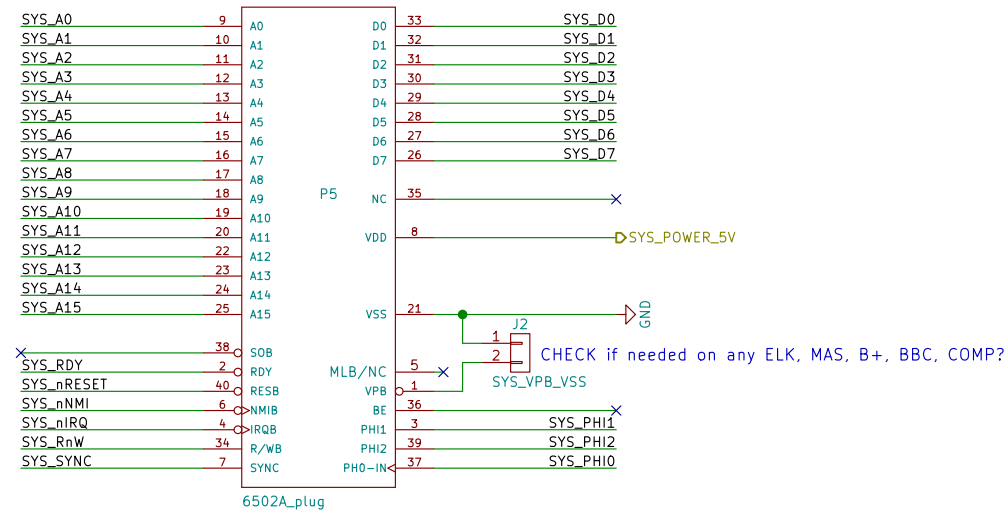 SYS_A0 9 A0 D0 33 SYS_D0
SYS_A1 10 A1 D1 32 SYS_D1
SYS_A2 11 A2 D2 31 SYS_D2
SYS_A3 12 A3 D3 30 SYS_D3
SYS_A4 13 A4 D4 29 SYS_D4
SYS_A5 14 A5 D5 28 SYS_D5
SYS_A6 15 A6 D6 27 SYS_D6
SYS_A7 16 A7 D7 26 SYS_D7
SYS_A8 17 A8
SYS_A9 18 A9 P5 NC 35
SYS_A10 19 A10
SYS_A11 20 A11 VDD 8 SYS_POWER_5V
SYS_A12 22 A12
SYS_A13 23 A13
SYS_A14 24 A14
SYS_A15 25 A15 VSS 21 GND
J2
1
38 SOB 2 CHECK if needed on any ELK, MAS, B+, BBC, COMP?
SYS_RDY 2 RDY MLB/NC 5 SYS_VPB_VSS
SYS_nRESET 40 RESB VPB 1
SYS_nNMI 6 NMIB BE 36
SYS_nIRQ 4 IRQB PHI1 3 SYS_PHI1
SYS_RnW 34 R/WB PHI2 39 SYS_PHI2
SYS_SYNC 7 SYNC PH0-IN 37 SYS_PHI0
6502A_plug